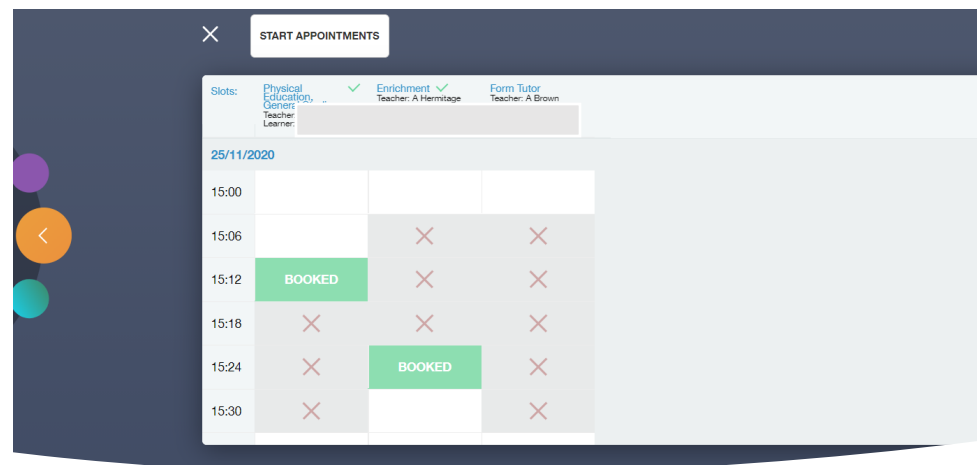 START APPOINTMENTS
Slots:
Physical
Education,
Teacher
Learner:
Enrichment
Teacher: A Hermitage
Form Tutor
Teacher: A Brown
25/11/2020
15:00
15:06
15:12 BOOKED
15:18
15:24 BOOKED
15:30